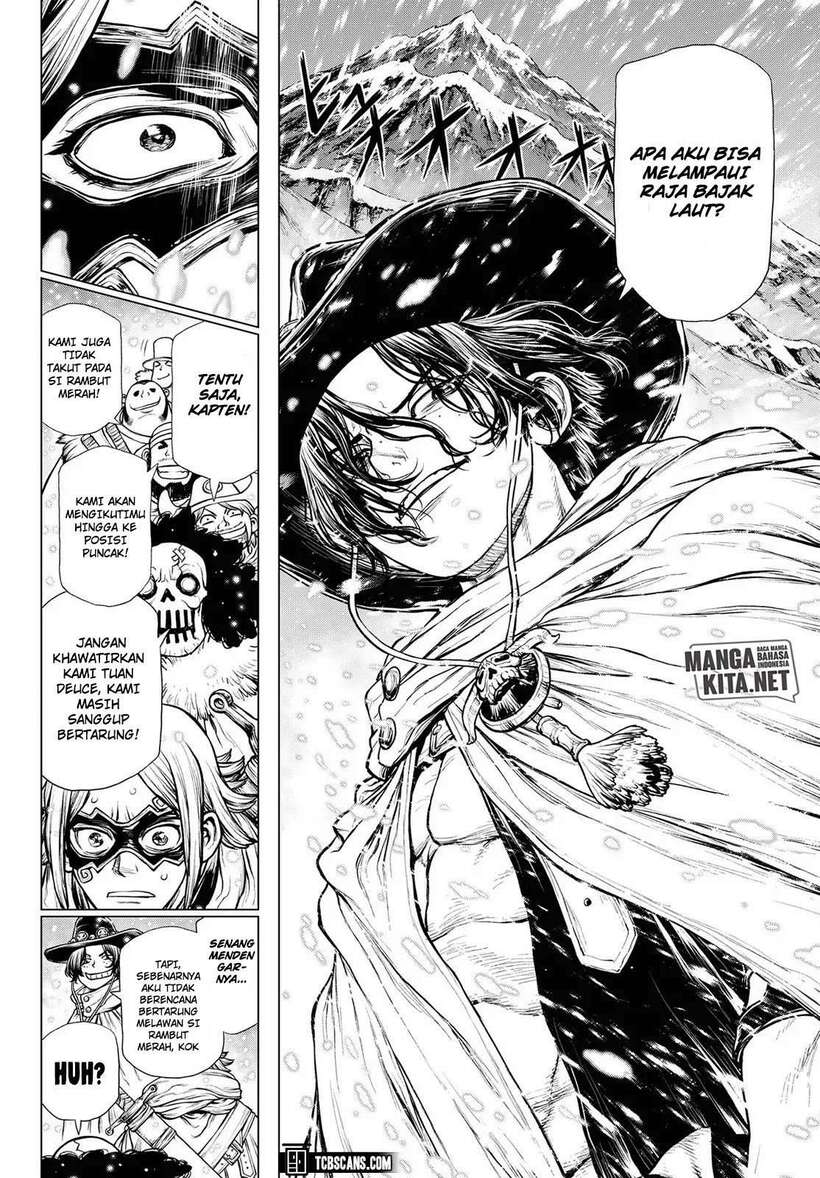 APA AKU BISA
MELAMPAUI
RAJA BAJAK
LAUT?
KAMI JUGA
TIDAK
TAKUT PADA
SI RAMBUT
MERAH!
TENTU
SAJA,
KAPTEN!
KAMI AKAN
MENGIKUTIMU
HINGGA KE
POSISI
PUNCAK!
JANGAN
KHAWATIRKAN
KAMI TUAN
DEUCE, KAMI
MASIH
SANGGUP
BERTARUNG!
SENANG
MENDEN
GAR-
NYA...
TAPI,
SEBENARNYA
AKU TIDAK
BERENCANA
BERTARUNG
MELAWAN SI
RAMBUT
MERAH, KOK
HUH?
MANGA
KITA.NET
BACA MANGA
BAHASA
INDONESIA
TCBSCANS.COM